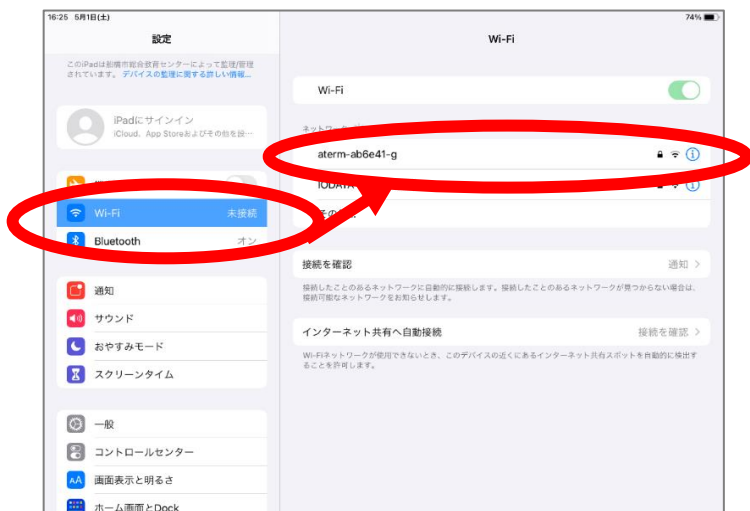 16:25 5月1日(土)
74%
設定
Wi-Fi
このiPadは船橋市総合教育センターによって監理/管理
されています。デバイスの監理に関する詳しい情報...
iPadにサインイン
iCloud、App Storeおよびその他を設…
Wi-Fi 未接続
Bluetooth オン
通知
サウンド
おやすみモード
スクリーンタイム
一般
コントロールセンター
画面表示と明るさ
ホーム画面とDock
Wi-Fi
ネットワーク
aterm-ab6e41-g
IODATA
接続を確認 通知
接続したことのあるネットワークに自動的に接続します。接続したことのあるネットワークが見つからない場合は、
接続可能なネットワークをお知らせします。
インターネット共有へ自動接続 接続を確認
Wi-Fiネットワークが使用できないとき、このデバイスの近くにあるインターネット共有スポットを自動的に検出す
ることを許可します。